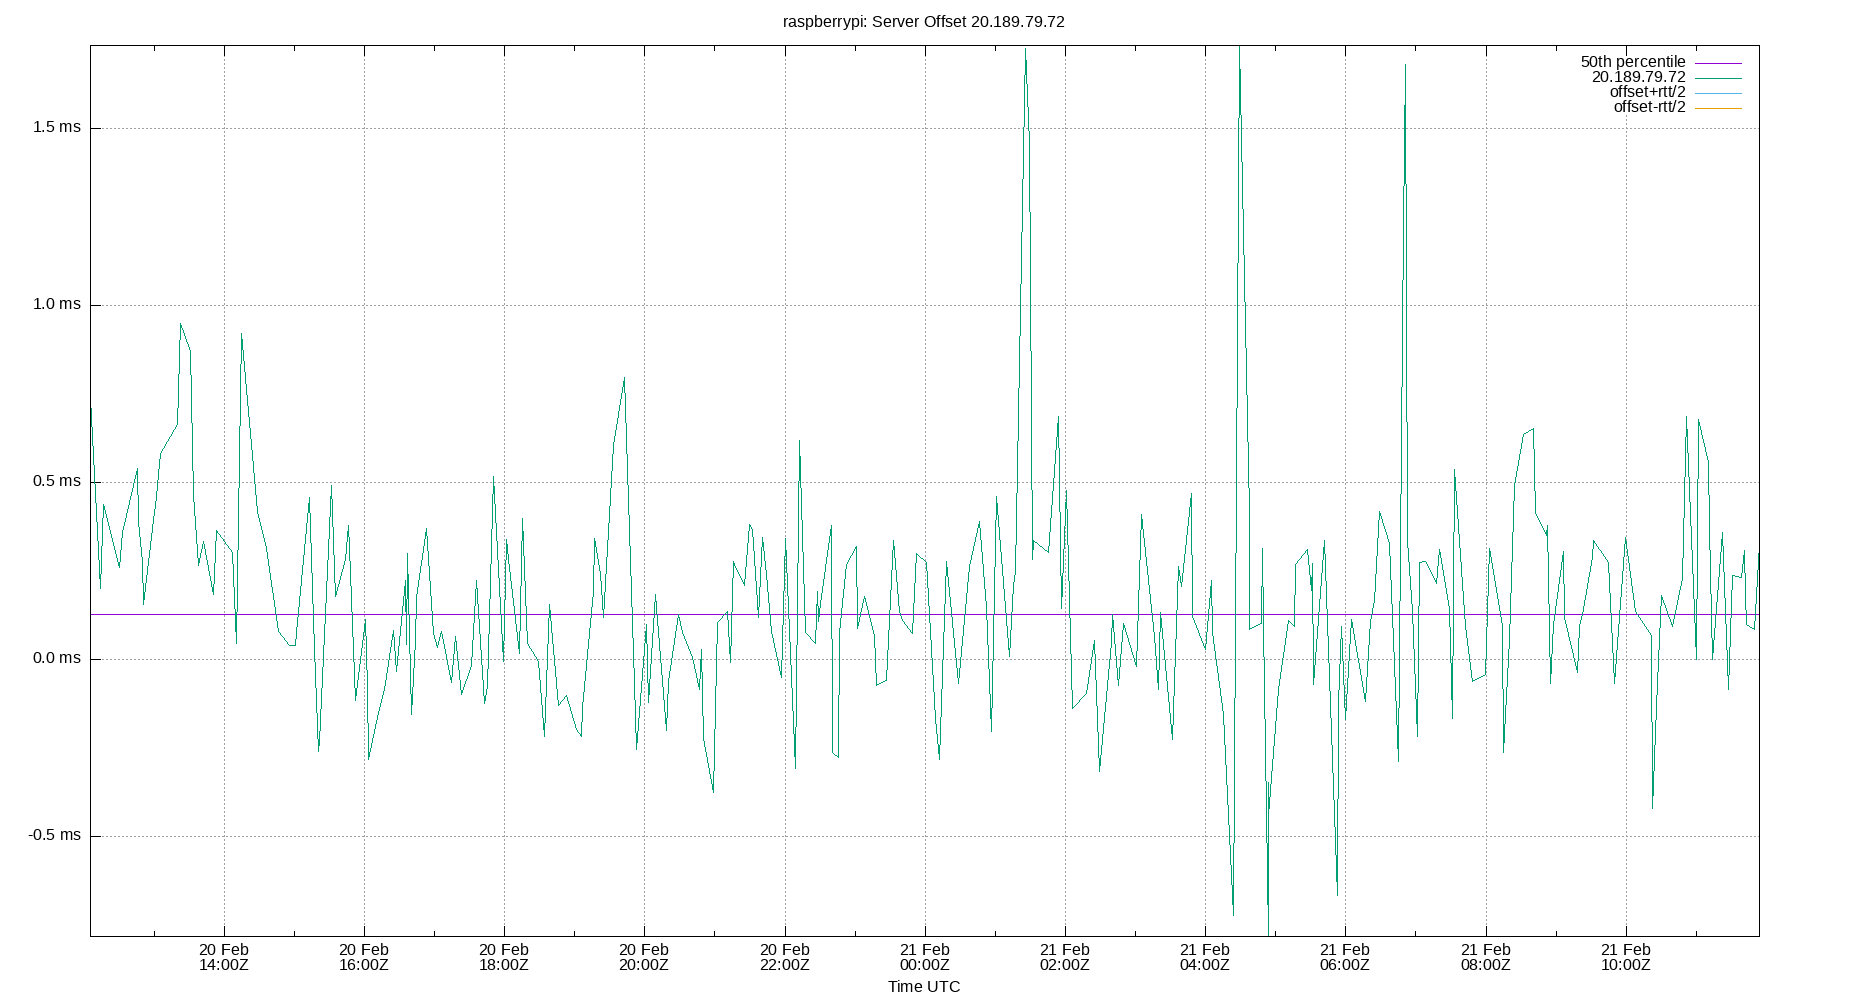 raspberrypi: Server Offset 20.189.79.72
50th percentile
20.189.79.72
offset+rtt/2
offset-rtt/2
1.5 ms
1.0 ms
0.5 ms
0.0 ms
-0.5 ms
20 Feb 20 Feb 20 Feb 20 Feb 20 Feb 21 Feb 21 Feb 21 Feb 21 Feb 21 Feb 21 Feb
14:00Z 16:00Z 18:00Z 20:00Z 22:00Z 00:00Z 02:00Z 04:00Z 06:00Z 08:00Z 10:00Z
Time UTC